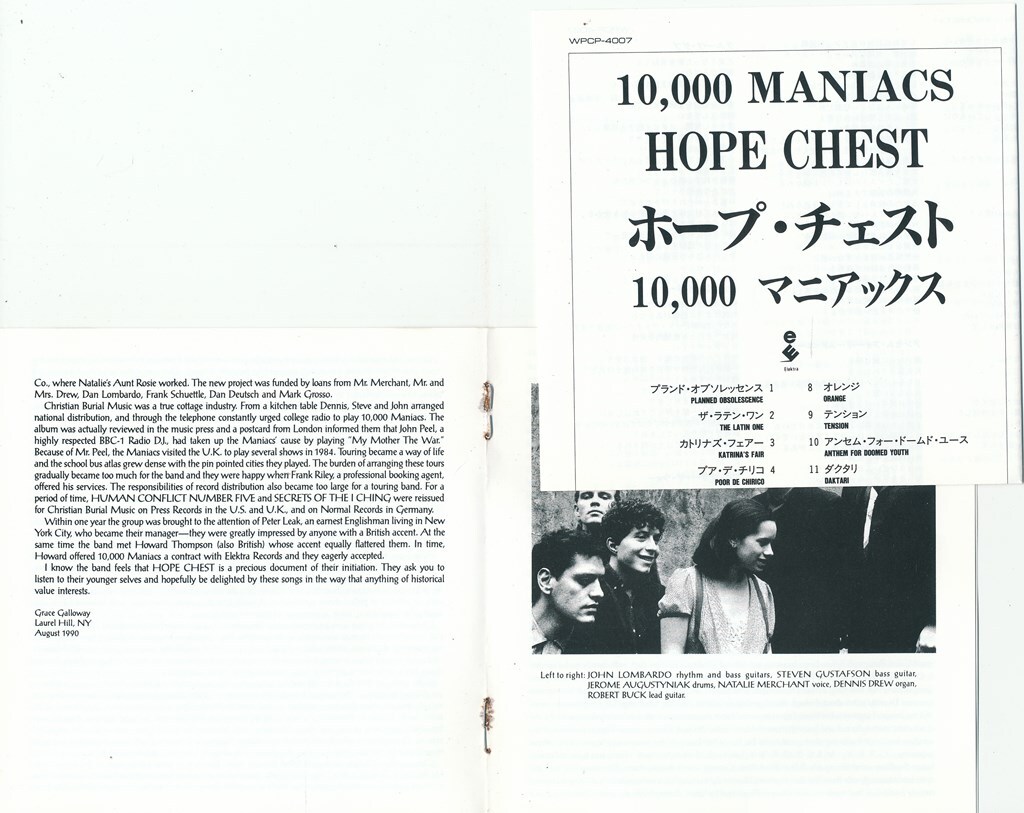 WPCP-4007
10,000 MANIACS
HOPE CHEST
ホープ・チェスト
10,000 マニアックス
Elektra
プランド・オブソレッセンス 1
PLANNED OBSOLESCENCE
ザ・ラテン・ワン 2
THE LATIN ONE
カトリナズ・フェアー 3
KATRINA'S FAIR
プア・デ・チリコ 4
POOR DE CHIRICO
8 オレンジ
ORANGE
9 テンション
TENSION
10 アンセム・フォー・ドームド・ユース
ANTHEM FOR DOOMED YOUTH
11 ダクタリ
DAKTARI
Co., where Natalie's Aunt Rosie worked. The new project was funded by loans from Mr. Merchant, Mr. and
Mrs. Drew, Dan Lombardo, Frank Schuettle, Dan Deutsch and Mark Grosso.
Christian Burial Music was a true cottage industry. From a kitchen table Dennis, Steve and John arranged
national distribution, and through the telephone constantly urged college radio to play 10,000 Maniacs. The
album was actually reviewed in the music press and a postcard from London informed them that John Peel, a
highly respected BBC-1 Radio D.J., had taken up the Maniacs' cause by playing "My Mother The War."
Because of Mr. Peel, the Maniacs visited the U.K. to play several shows in 1984. Touring became a way of life
and the school bus atlas grew dense with the pin pointed cities they played. The burden of arranging these tours
gradually became too much for the band and they were happy when Frank Riley, a professional booking agent,
offered his services. The responsibilities of record distribution also became too large for a touring band. For a
period of time, HUMAN CONFLICT NUMBER FIVE and SECRETS OF THE I CHING were reissued
for Christian Burial Music on Press Records in the U.S. and U.K., and on Normal Records in Germany.
Within one year the group was brought to the attention of Peter Leak, an earnest Englishman living in New
York City, who became their manager—they were greatly impressed by anyone with a British accent. At the
same time the band met Howard Thompson (also British) whose accent equally flattered them. In time,
Howard offered 10,000 Maniacs a contract with Elektra Records and they eagerly accepted.
I know the band feels that HOPE CHEST is a precious document of their initiation. They ask you to
listen to their younger selves and hopefully be delighted by these songs in the way that anything of historical
value interests.
Grace Galloway
Laurel Hill, NY
August 1990
Left to right: JOHN LOMBARDO rhythm and bass guitars, STEVEN GUSTAFSON bass guitar,
JEROME AUGUSTYNIAK drums, NATALIE MERCHANT voice, DENNIS DREW organ,
ROBERT BUCK lead guitar.